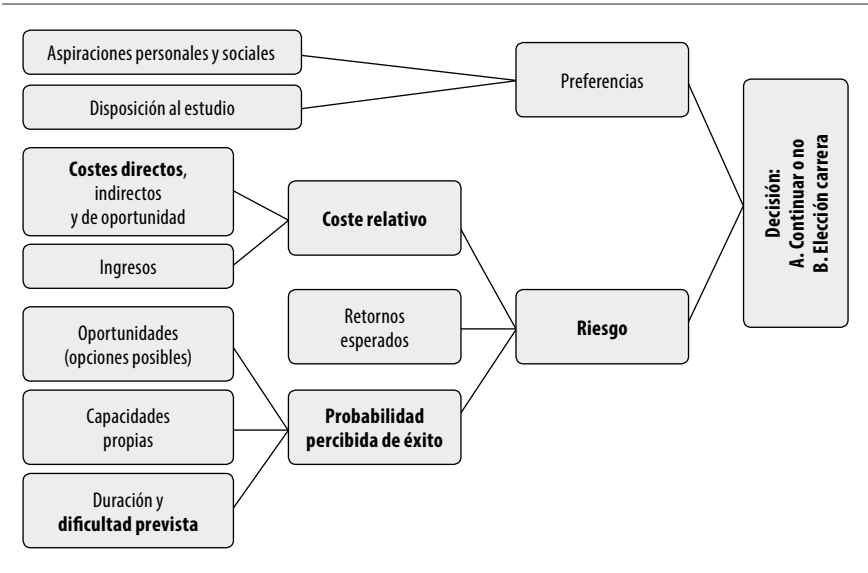 Aspiraciones personales y sociales
Disposición al estudio
Costes directos,
indirectos
y de oportunidad
Ingresos
Oportunidades
(opciones posibles)
Capacidades
propias
Duración y
dificultad prevista
Coste relativo
Retornos
esperados
Probabilidad
percibida de éxito
Preferencias
Riesgo
Decisión:
A. Continuar o no
B. Elección carrera